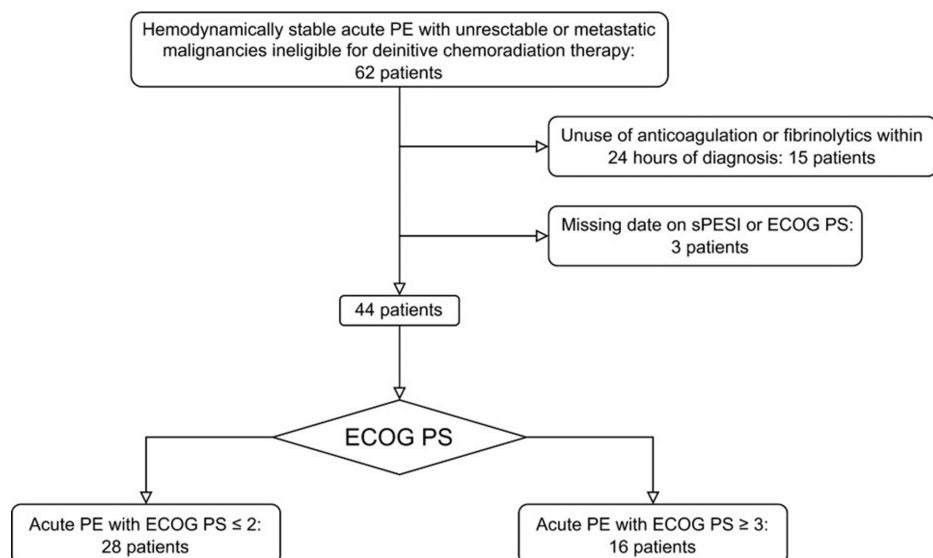 Hemodynamically stable acute PE with unresctable or metastatic
malignancies ineligible for deinitive chemoradiation therapy:
62 patients
Unuse of anticoagulation or fibrinolytics within
24 hours of diagnosis: 15 patients
Missing date on sPESI or ECOG PS:
3 patients
44 patients
ECOG PS
Acute PE with ECOG PS ≤ 2:
28 patients
Acute PE with ECOG PS ≥ 3:
16 patients